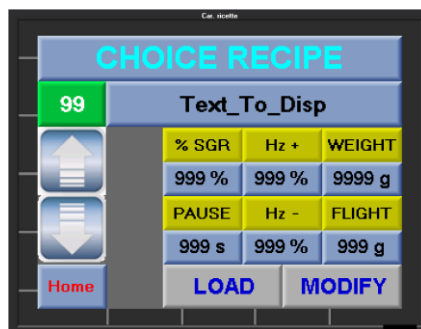 Car. ricette
CHOICE RECIPE
99 Text_To_Disp
% SGR Hz + WEIGHT
999 % 999 % 9999 g
PAUSE Hz - FLIGHT
999 s 999 % 999 g
Home LOAD MODIFY